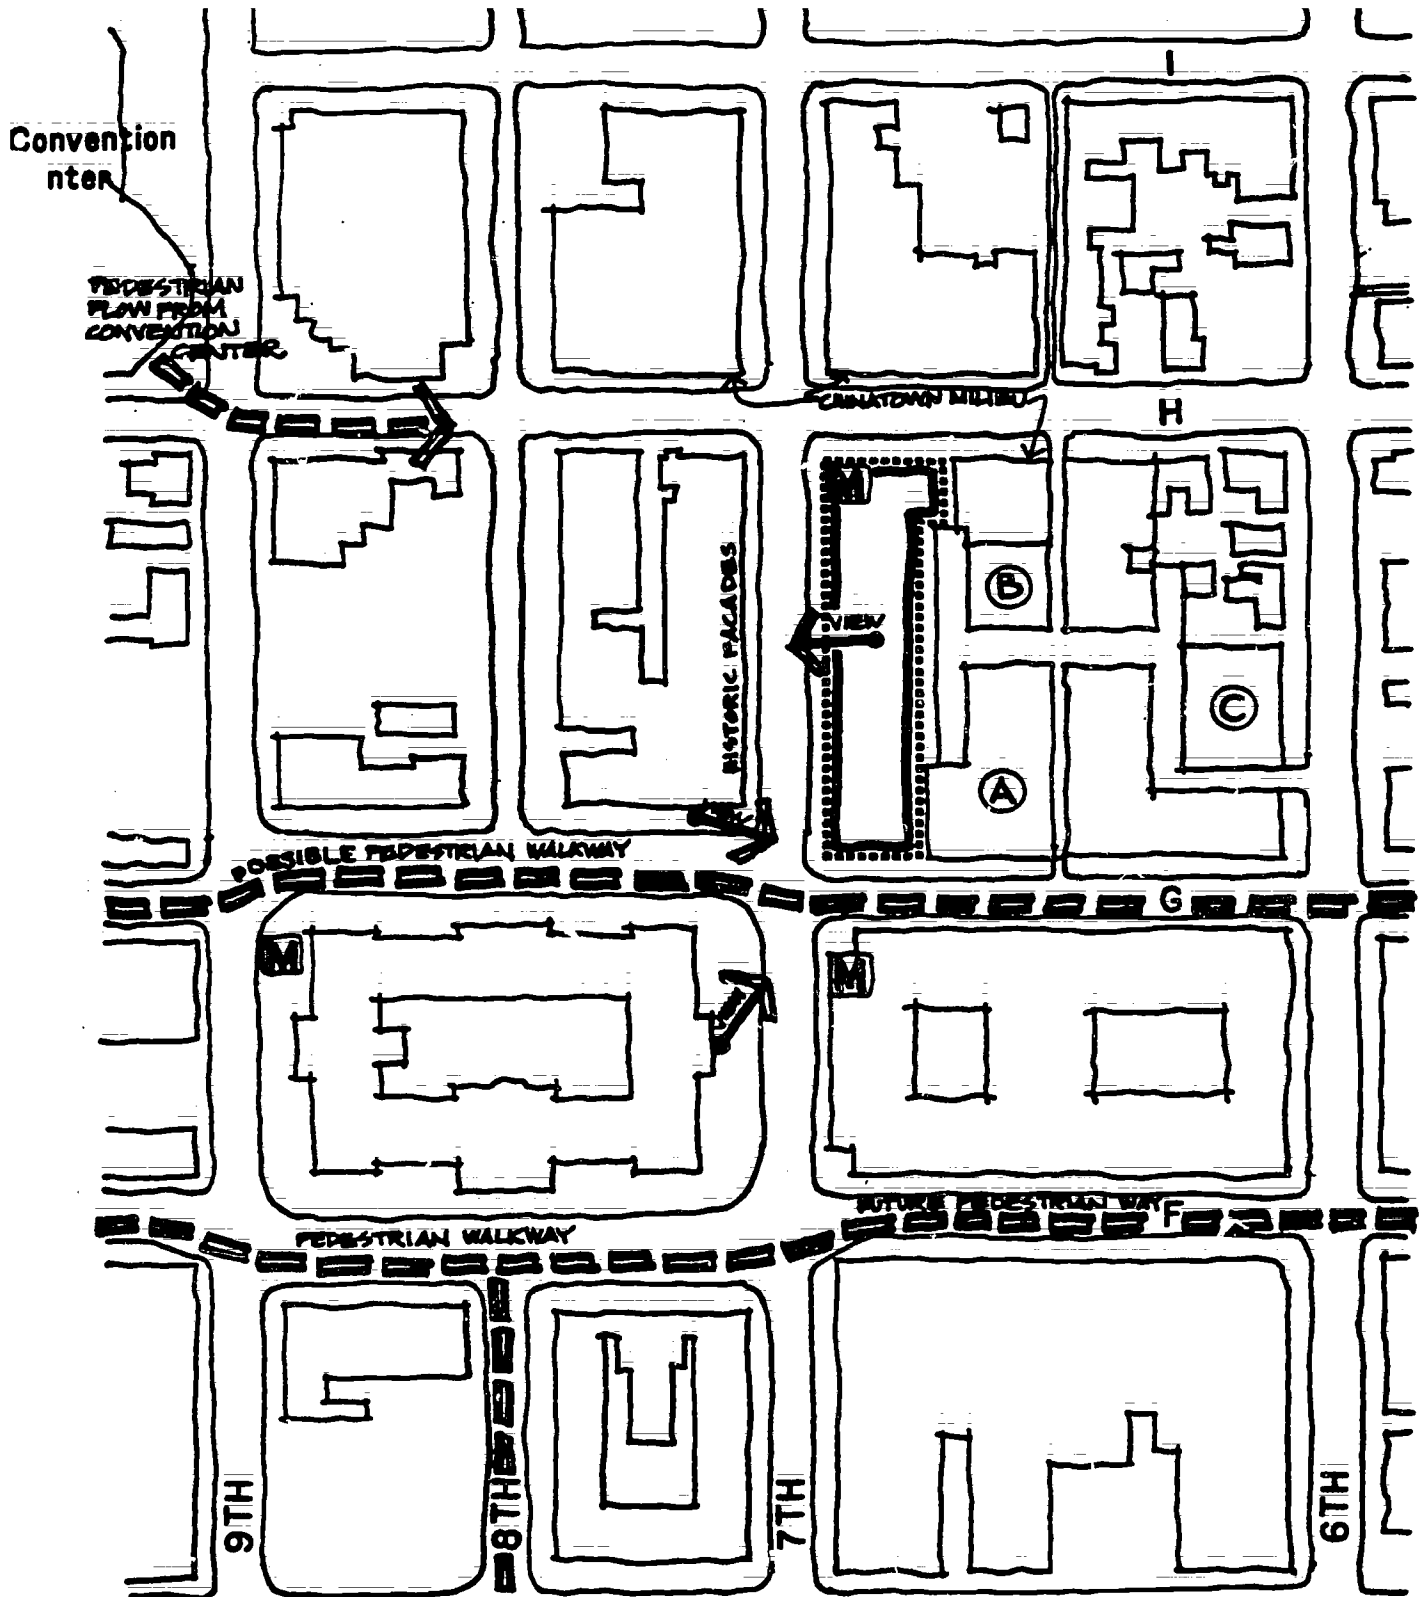 I
Convention
nter
PEDESTRIAN
FLOW FROM
CONVENTION
CENTER
CHINATOWN MILIEU
H
M
B
VIEW
HISTORIC FACADES
C
A
POSSIBLE PEDESTRIAN WALKWAY
G
M
M
VIEW
FUTURE PEDESTRIAN WAY
F
PEDESTRIAN WALKWAY
9TH
8TH
7TH
6TH